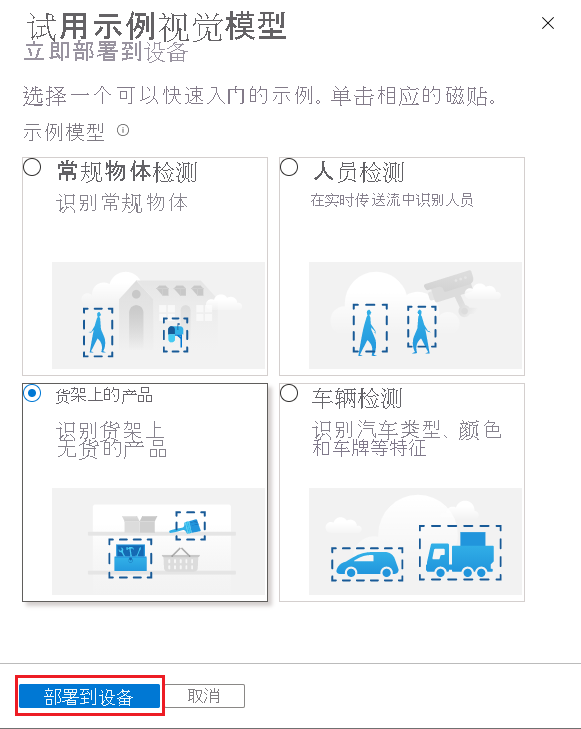 试用示例视觉模型
立即部署到设备
选择一个可以快速入门的示例。单击相应的磁贴。
示例模型
常规物体检测
识别常规物体
人员检测
在实时传送流中识别人员
货架上的产品
识别货架上
无货的产品
车辆检测
识别汽车类型、颜色
和车牌等特征
部署到设备
取消